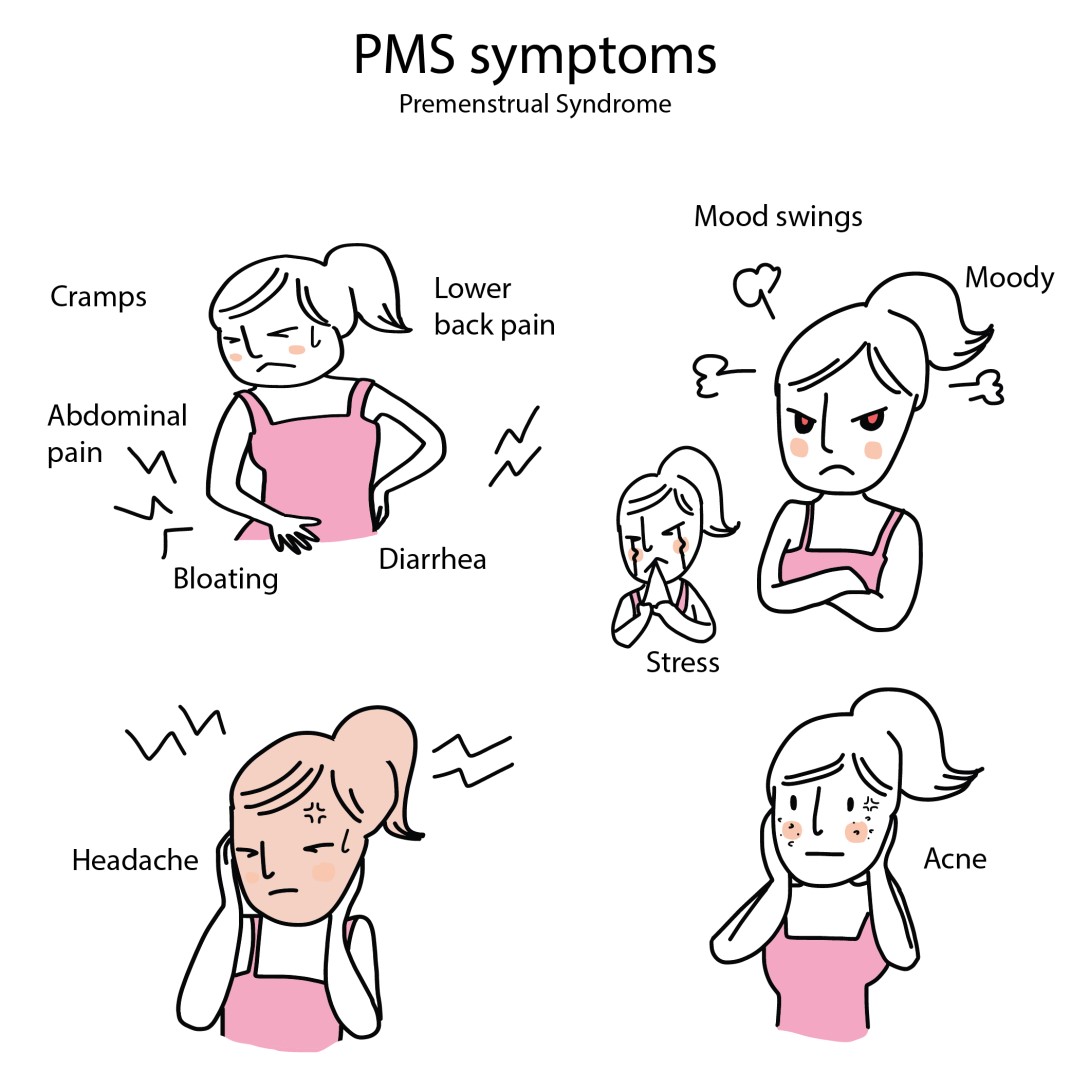 PMS symptoms
Premenstrual Syndrome
Cramps
Lower
back pain
Abdominal
pain
Bloating
Diarrhea
Mood swings
Moody
Stress
Headache
Acne